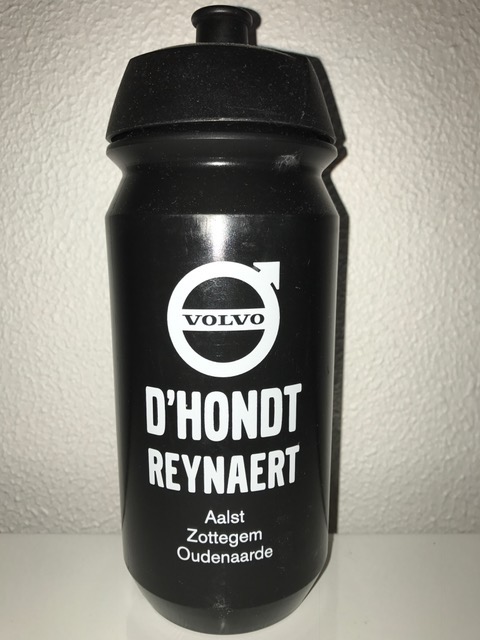 VOLVO
D'HONDT
REYNAERT
Aalst
Zottegem
Oudenaarde